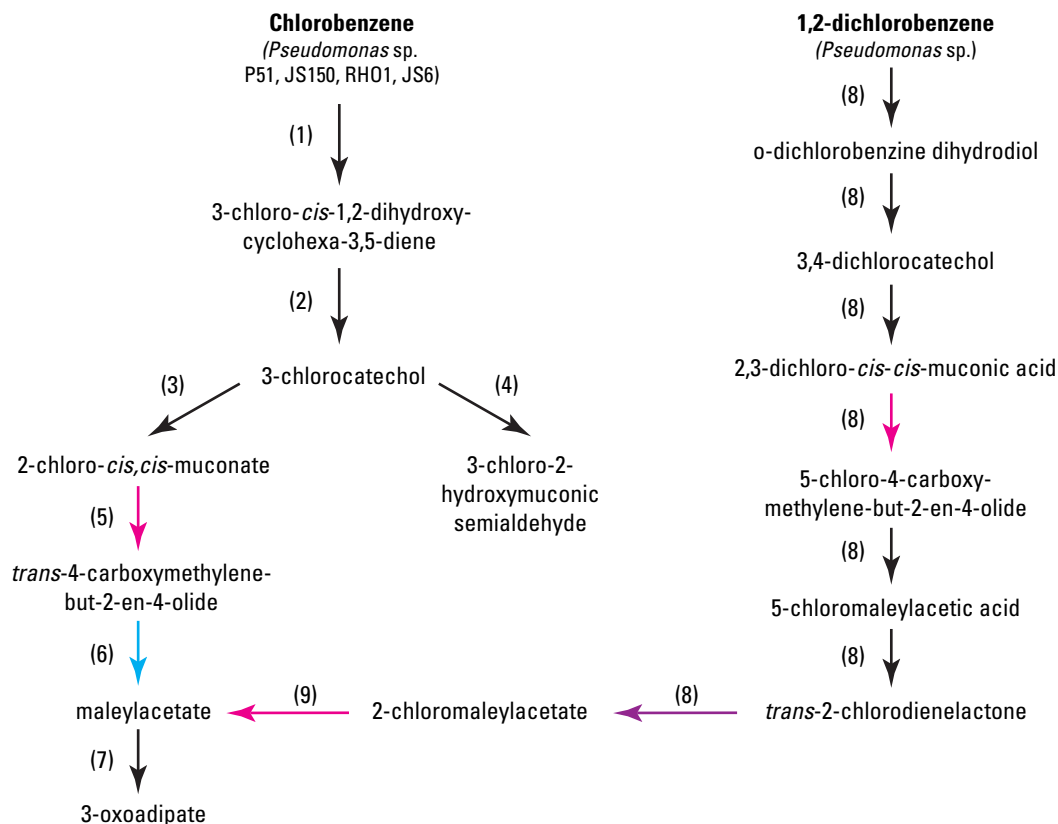 Chlorobenzene
(Pseudomonas sp.
P51, JS150, RHO1, JS6)
(1)
3-chloro-cis-1,2-dihydroxy-
cyclohexa-3,5-diene
(2)
3-chlorocatechol
(3)
(4)
2-chloro-cis,cis-muconate
3-chloro-2-
hydroxymuconic
semialdehyde
(5)
trans-4-carboxymethylene-
but-2-en-4-olide
(6)
maleylacetate
(7)
3-oxoadipate
1,2-dichlorobenzene
(Pseudomonas sp.)
(8)
o-dichlorobenzine dihydrodiol
(8)
3,4-dichlorocatechol
(8)
2,3-dichloro-cis-cis-muconic acid
(8)
5-chloro-4-carboxy-
methylene-but-2-en-4-olide
(8)
5-chloromaleylacetic acid
(8)
trans-2-chlorodienelactone
(8)
2-chloromaleylacetate
(9)